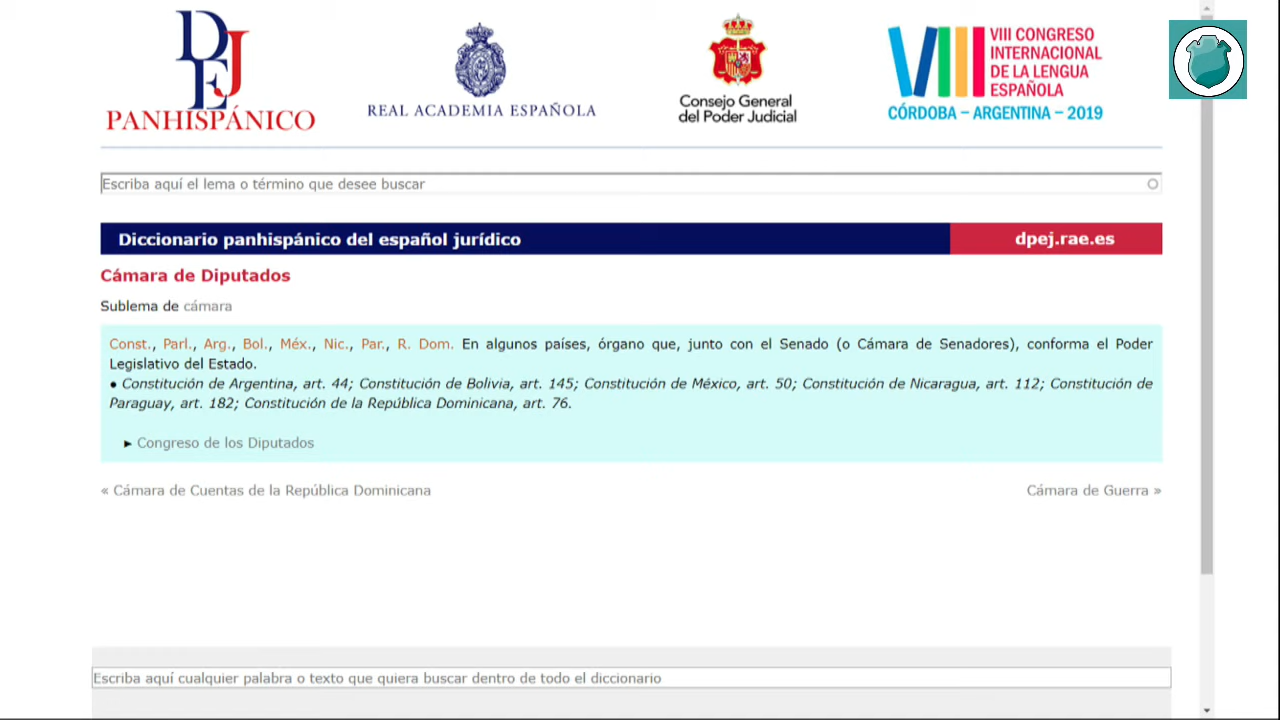 DEJ
PANHISPÁNICO
REAL ACADEMIA ESPAÑOLA
Consejo General
del Poder Judicial
VIII CONGRESO
INTERNACIONAL
DE LA LENGUA
ESPAÑOLA
CÓRDOBA – ARGENTINA – 2019
Escriba aquí el lema o término que desee buscar
Diccionario panhispánico del español jurídico
dpej.rae.es
Cámara de Diputados
Sublema de cámara
Const., Parl., Arg., Bol., Méx., Nic., Par., R. Dom. En algunos países, órgano que, junto con el Senado (o Cámara de Senadores), conforma el Poder
Legislativo del Estado.
● Constitución de Argentina, art. 44; Constitución de Bolivia, art. 145; Constitución de México, art. 50; Constitución de Nicaragua, art. 112; Constitución de
Paraguay, art. 182; Constitución de la República Dominicana, art. 76.
► Congreso de los Diputados
« Cámara de Cuentas de la República Dominicana
Cámara de Guerra »
Escriba aquí cualquier palabra o texto que quiera buscar dentro de todo el diccionario